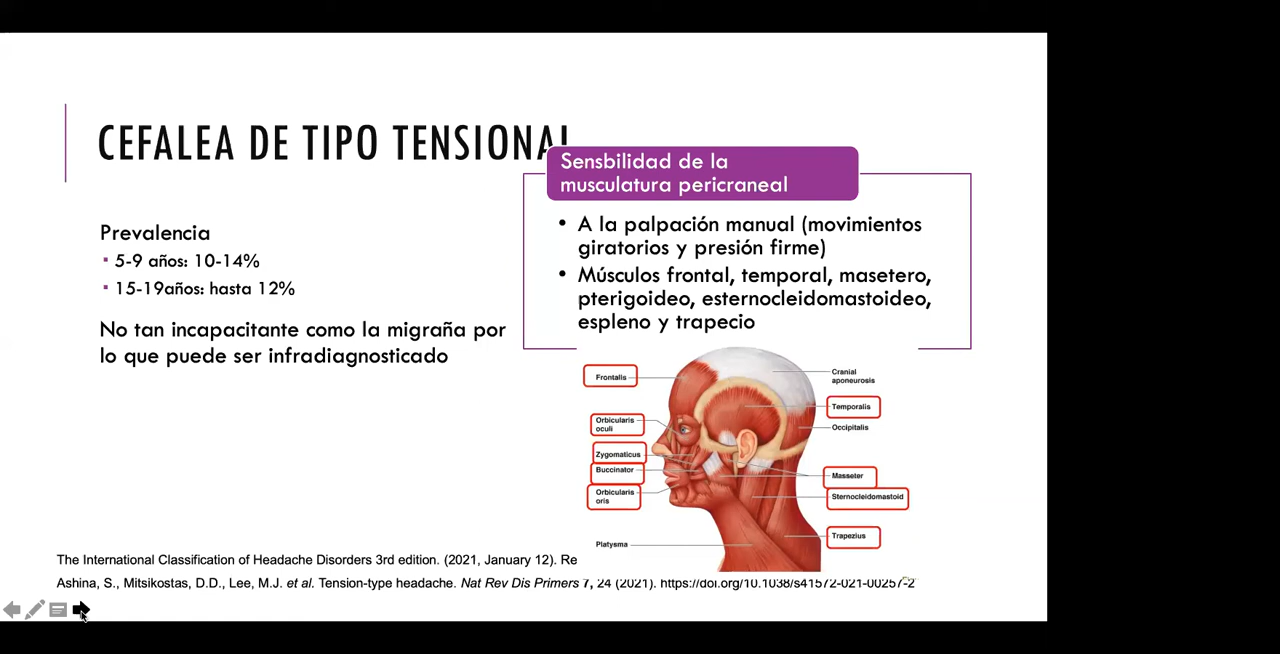 CEFALEA DE TIPO TENSIONAL
Sensbilidad de la
musculatura pericraneal
Prevalencia
▪ 5-9 años: 10-14%
▪ 15-19años: hasta 12%
No tan incapacitante como la migraña por
lo que puede ser infradiagnosticado
• A la palpación manual (movimientos
giratorios y presión firme)
• Músculos frontal, temporal, masetero,
pterigoideo, esternocleidomastoideo,
espleno y trapecio
Frontalis
Orbicularis
oculi
Zygomaticus
Buccinator
Orbicularis
oris
Platysma
Cranial
aponeurosis
Temporalis
Occipitalis
Masseter
Sternocleidomastoid
Trapezius
The International Classification of Headache Disorders 3rd edition. (2021, January 12). Re
Ashina, S., Mitsikostas, D.D., Lee, M.J. et al. Tension-type headache. Nat Rev Dis Primers 7, 24 (2021). https://doi.org/10.1038/s41572-021-00257-2